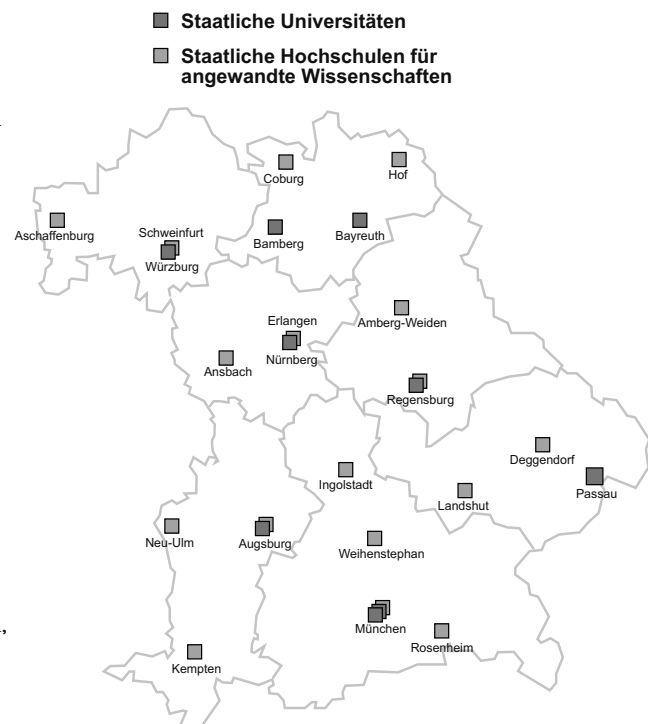 Staatliche Universitäten
Staatliche Hochschulen für
angewandte Wissenschaften
Coburg
Hof
Aschaffenburg
Schweinfurt
Würzburg
Bamberg
Bayreuth
Erlangen
Nürnberg
Amberg-Weiden
Ansbach
Regensburg
Deggendorf
Ingolstadt
Landshut
Passau
Neu-Ulm
Augsburg
Weihenstephan
München
Rosenheim
Kempten